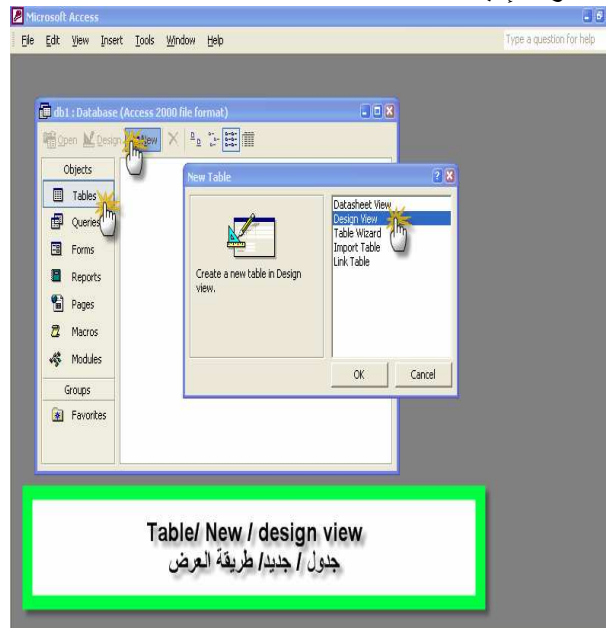 Microsoft Access
File Edit View Insert Tools Window Help
Type a question for help
db1 : Database (Access 2000 file format)
Open Design New
Objects
Tables
Queries
Forms
Reports
Pages
Macros
Modules
Groups
Favorites
New Table
Create a new table in Design
view.
Datasheet View
Design View
Table Wizard
Import Table
Link Table
OK Cancel
Table/ New / design view
جدول / جديد/ طريقة العرض